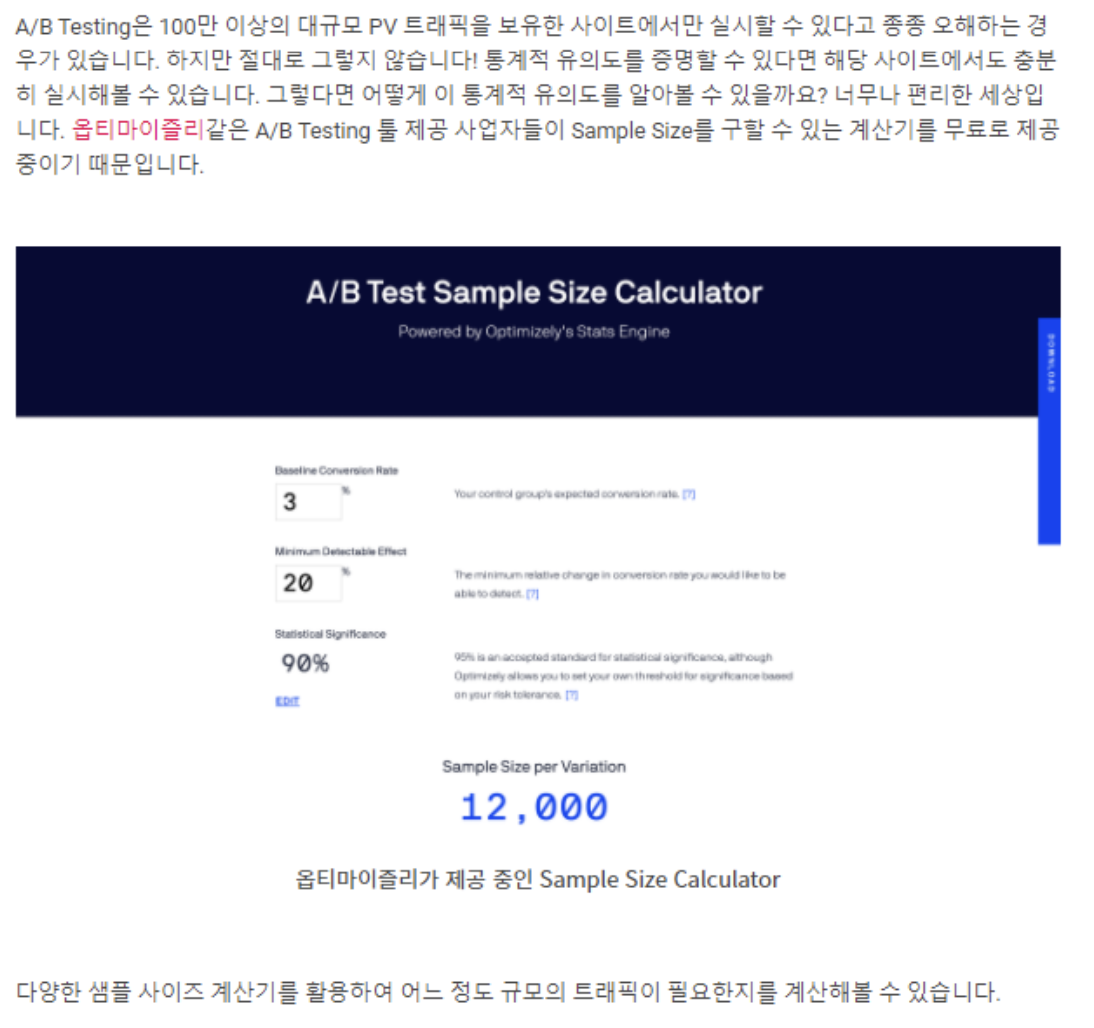 A/B Testing은 100만 이상의 대규모 PV 트래픽을 보유한 사이트에서만 실시할 수 있다고 종종 오해하는 경
우가 있습니다. 하지만 절대로 그렇지 않습니다! 통계적 유의도를 증명할 수 있다면 해당 사이트에서도 충분
히 실시해볼 수 있습니다. 그렇다면 어떻게 이 통계적 유의도를 알아볼 수 있을까요? 너무나 편리한 세상입
니다. 옵티마이즐리같은 A/B Testing 툴 제공 사업자들이 Sample Size를 구할 수 있는 계산기를 무료로 제공
중이기 때문입니다.
A/B Test Sample Size Calculator
Powered by Optimizely's Stats Engine
DOWNLOAD
Baseline Conversion Rate
3 %
Your control group's expected conversion rate. [?]
Minimum Detectable Effect
20 %
The minimum relative change in conversion rate you would like to be
able to detect. [?]
Statistical Significance
90%
95% is an accepted standard for statistical significance, although
Optimizely allows you to set your own threshold for significance based
on your risk tolerance. [?]
EDIT
Sample Size per Variation
12,000
옵티마이즐리가 제공 중인 Sample Size Calculator
다양한 샘플 사이즈 계산기를 활용하여 어느 정도 규모의 트래픽이 필요한지를 계산해볼 수 있습니다.